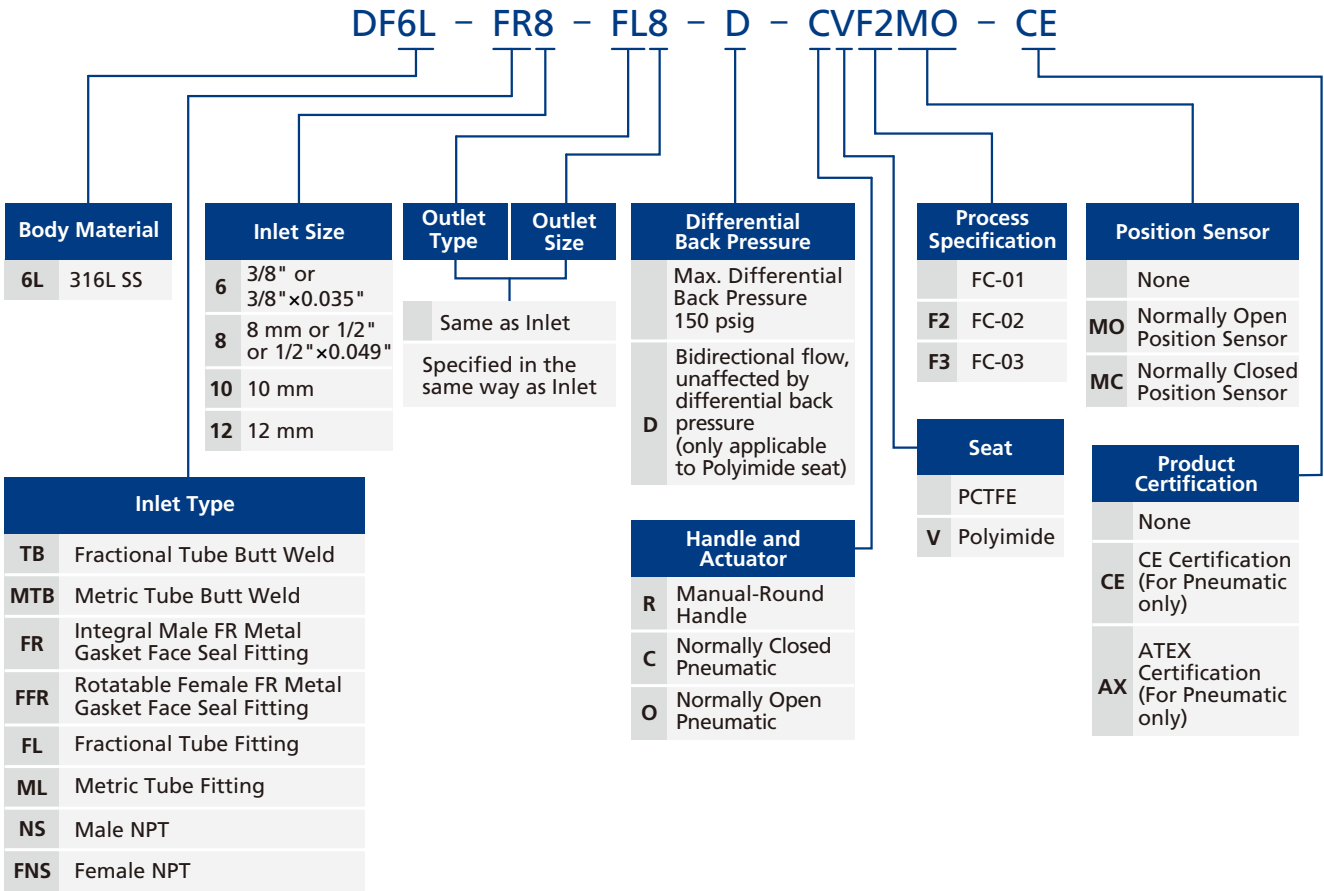 DF6L - FR8 - FL8 - D - CVF2MO - CE
Body Material
6L 316L SS
Inlet Size
6 3/8" or
3/8"×0.035"
8 8 mm or 1/2"
or 1/2"×0.049"
10 10 mm
12 12 mm
Outlet
Type
Outlet
Size
Same as Inlet
Specified in the
same way as Inlet
Differential
Back Pressure
Max. Differential
Back Pressure
150 psig
D Bidirectional flow,
unaffected by
differential back
pressure
(only applicable
to Polyimide seat)
Process
Specification
FC-01
F2 FC-02
F3 FC-03
Position Sensor
None
MO Normally Open
Position Sensor
MC Normally Closed
Position Sensor
Inlet Type
TB Fractional Tube Butt Weld
MTB Metric Tube Butt Weld
FR Integral Male FR Metal
Gasket Face Seal Fitting
FFR Rotatable Female FR Metal
Gasket Face Seal Fitting
FL Fractional Tube Fitting
ML Metric Tube Fitting
NS Male NPT
FNS Female NPT
Handle and
Actuator
R Manual-Round
Handle
C Normally Closed
Pneumatic
O Normally Open
Pneumatic
Seat
PCTFE
V Polyimide
Product
Certification
None
CE CE Certification
(For Pneumatic
only)
AX ATEX
Certification
(For Pneumatic
only)